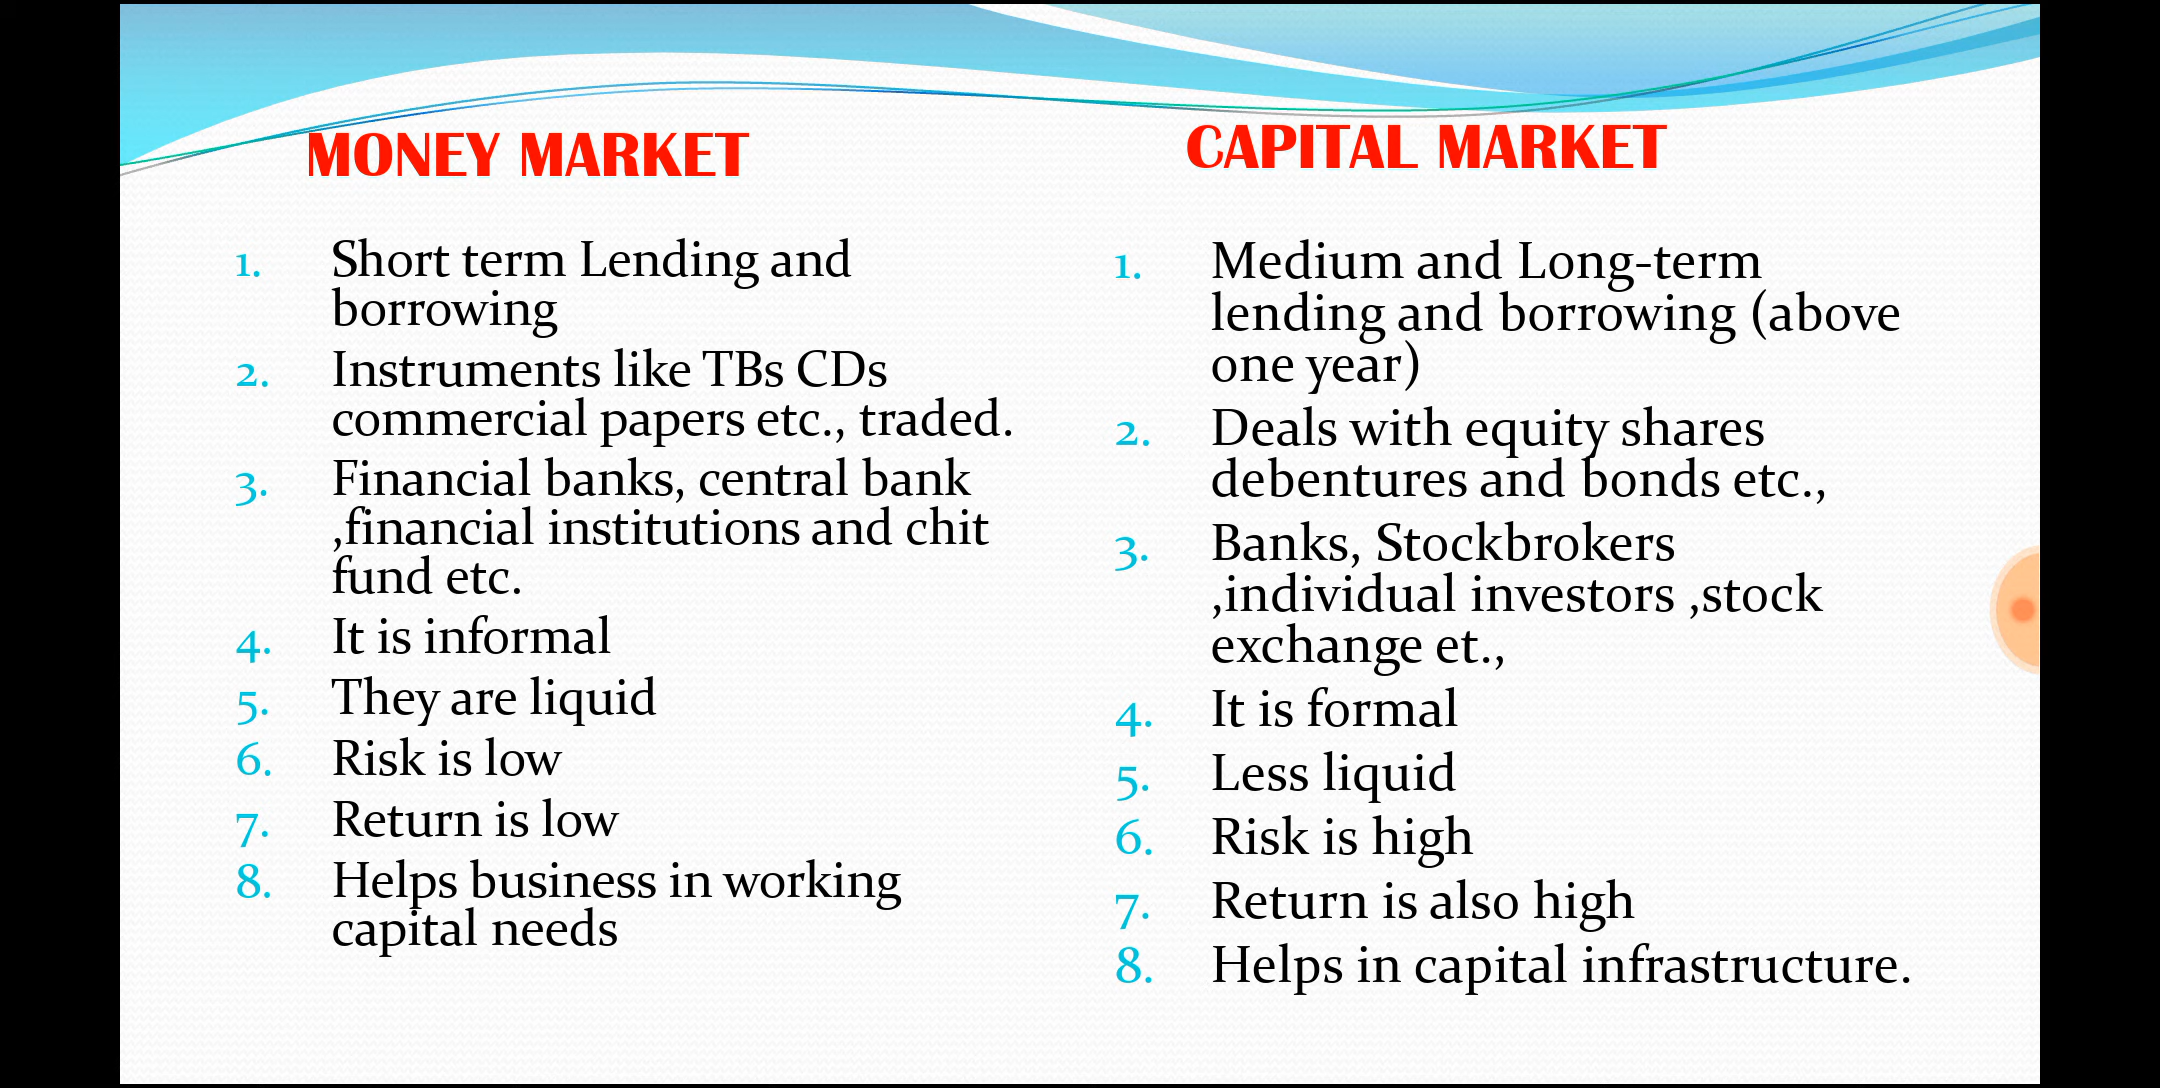 MONEY MARKET
1. Short term Lending and
borrowing
2. Instruments like TBs CDs
commercial papers etc., traded.
3. Financial banks, central bank
,financial institutions and chit
fund etc.
4. It is informal
5. They are liquid
6. Risk is low
7. Return is low
8. Helps business in working
capital needs
CAPITAL MARKET
1. Medium and Long-term
lending and borrowing (above
one year)
2. Deals with equity shares
debentures and bonds etc.,
3. Banks, Stockbrokers
,individual investors ,stock
exchange et.,
4. It is formal
5. Less liquid
6. Risk is high
7. Return is also high
8. Helps in capital infrastructure.